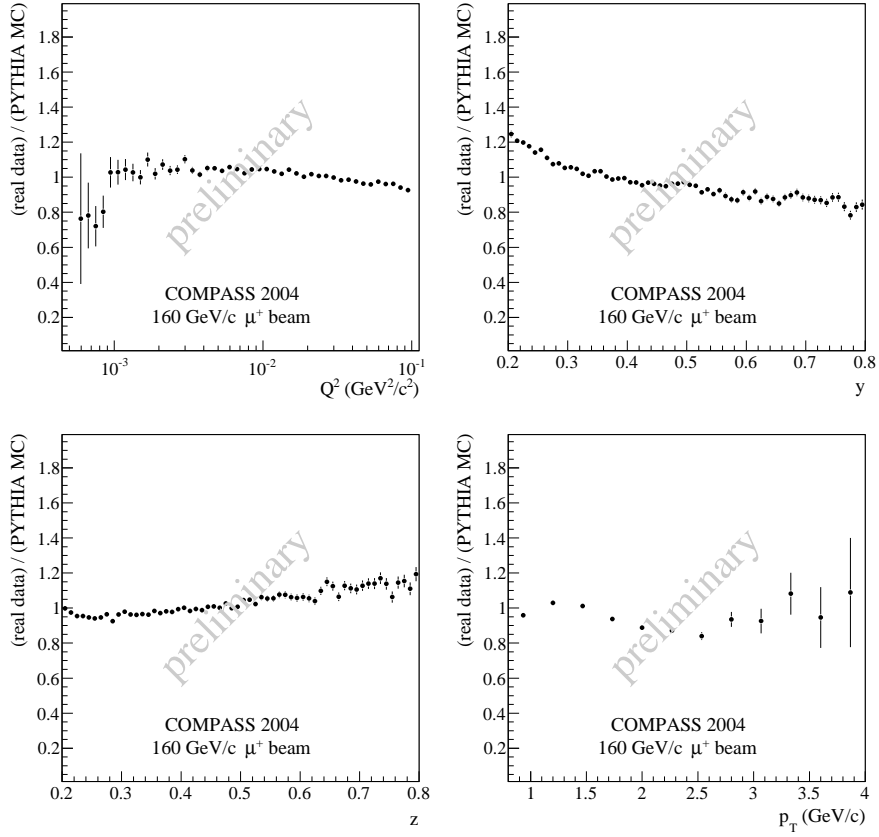 (real data) / (PYTHIA MC)
1.8
1.6
1.4
1.2
1
0.8
0.6
0.4
0.2
preliminary
COMPASS 2004
160 GeV/c μ⁺ beam
10⁻³
10⁻²
10⁻¹
Q² (GeV²/c²)
(real data) / (PYTHIA MC)
1.8
1.6
1.4
1.2
1
0.8
0.6
0.4
0.2
preliminary
COMPASS 2004
160 GeV/c μ⁺ beam
0.2 0.3 0.4 0.5 0.6 0.7 0.8
y
(real data) / (PYTHIA MC)
1.8
1.6
1.4
1.2
1
0.8
0.6
0.4
0.2
preliminary
COMPASS 2004
160 GeV/c μ⁺ beam
0.2 0.3 0.4 0.5 0.6 0.7 0.8
z
(real data) / (PYTHIA MC)
1.8
1.6
1.4
1.2
1
0.8
0.6
0.4
0.2
preliminary
COMPASS 2004
160 GeV/c μ⁺ beam
1 1.5 2 2.5 3 3.5 4
p_T (GeV/c)